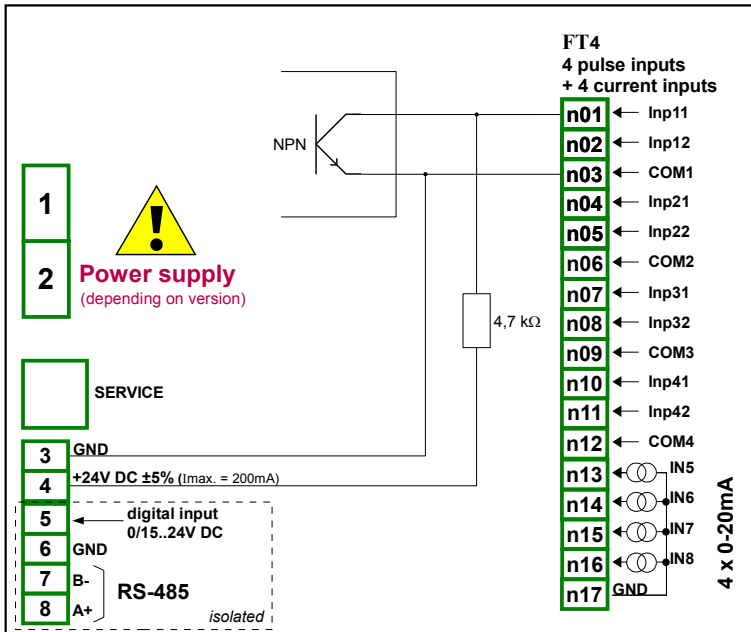 FT4
4 pulse inputs
+ 4 current inputs
n01 Inp11
n02 Inp12
n03 COM1
n04 Inp21
n05 Inp22
n06 COM2
n07 Inp31
n08 Inp32
n09 COM3
n10 Inp41
n11 Inp42
n12 COM4
n13 IN5
n14 IN6
n15 IN7
n16 IN8
n17 GND
4 x 0-20mA
NPN
4,7 kΩ
1
2
!
Power supply
(depending on version)
SERVICE
3 GND
4 +24V DC ±5% (Imax. = 200mA)
5 digital input
0/15..24V DC
6 GND
7 B-
8 A+
RS-485
isolated